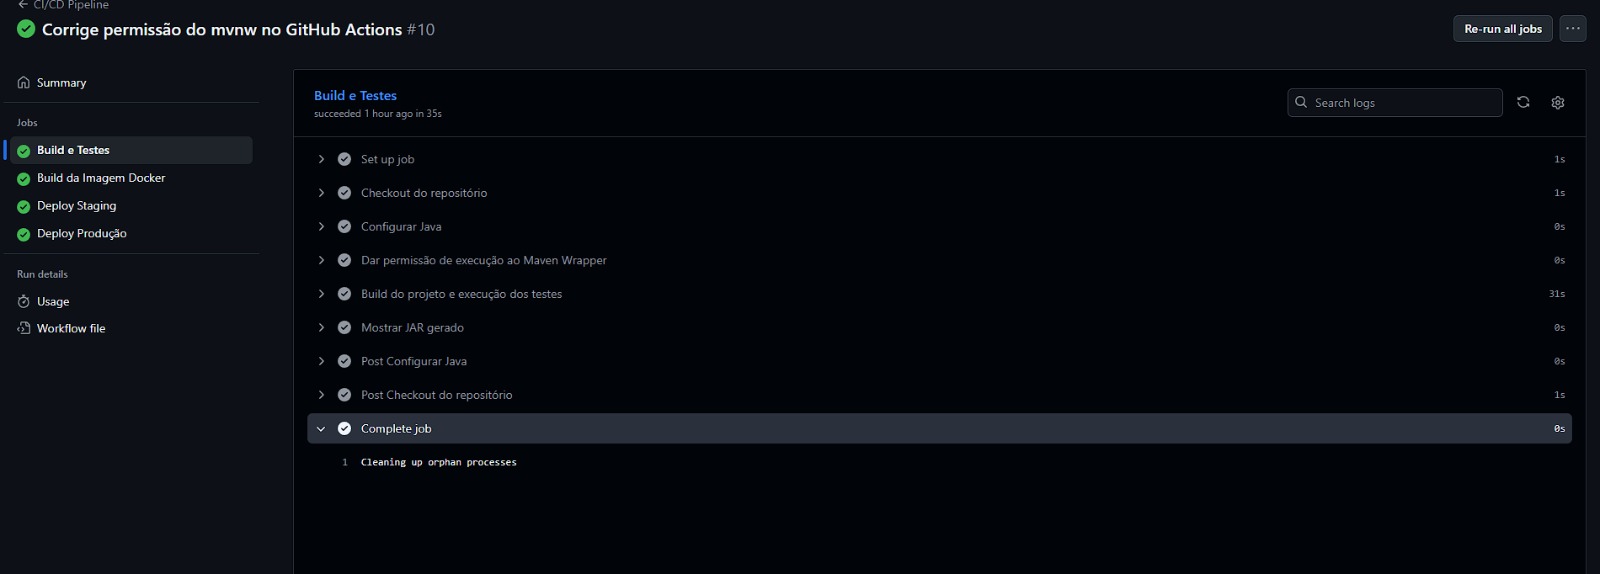 CI/CD Pipeline
Corrige permissão do mvnw no GitHub Actions #10
Re-run all jobs
Summary
Jobs
Build e Testes
Build da Imagem Docker
Deploy Staging
Deploy Produção
Run details
Usage
Workflow file
Build e Testes
succeeded 1 hour ago in 35s
Search logs
Set up job 1s
Checkout do repositório 1s
Configurar Java 0s
Dar permissão de execução ao Maven Wrapper 0s
Build do projeto e execução dos testes 31s
Mostrar JAR gerado 0s
Post Configurar Java 0s
Post Checkout do repositório 1s
Complete job 0s
1 Cleaning up orphan processes